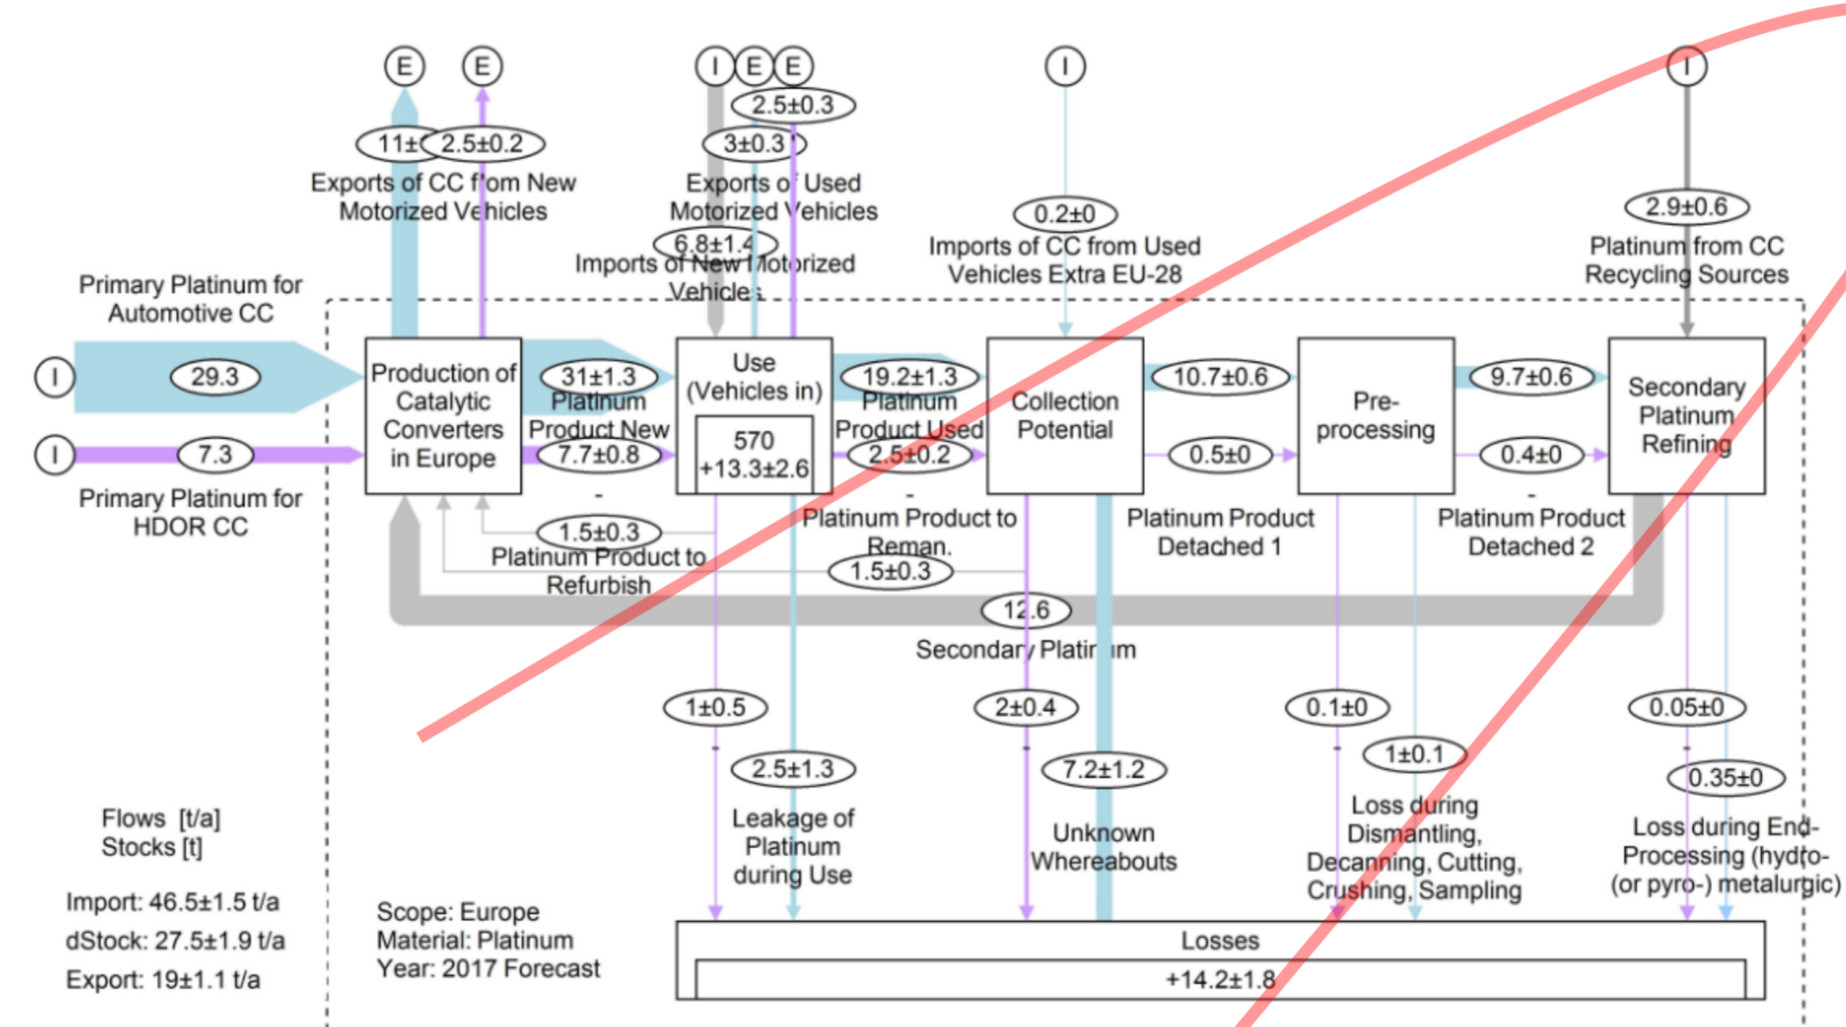 E E I E E I I
2.5±0.3
11± 2.5±0.2 3±0.3
Exports of CC from New
Motorized Vehicles
Exports of Used
Motorized Vehicles
6.8±1.4
Imports of New Motorized
Vehicles
0.2±0
Imports of CC from Used
Vehicles Extra EU-28
2.9±0.6
Platinum from CC
Recycling Sources
Primary Platinum for
Automotive CC
I 29.3
I 7.3
Primary Platinum for
HDOR CC
Production of
Catalytic
Converters
in Europe
31±1.3
Platinum
Product New
7.7±0.8
-
Use
(Vehicles in)
570
+13.3±2.6
19.2±1.3
Platinum
Product Used
2.5±0.2
-
Collection
Potential
10.7±0.6
0.5±0
Platinum Product
Detached 1
-
Pre-
processing
9.7±0.6
0.4±0
-
Platinum Product
Detached 2
Secondary
Platinum
Refining
1.5±0.3
Platinum Product to
Refurbish
Platinum Product to
Reman.
1.5±0.3
12.6
Secondary Platinum
1±0.5
-
2.5±1.3
Leakage of
Platinum
during Use
2±0.4
-
7.2±1.2
Unknown
Whereabouts
0.1±0
-
1±0.1
Loss during
Dismantling,
Decanning, Cutting,
Crushing, Sampling
0.05±0
-
0.35±0
Loss during End-
Processing (hydro-
(or pyro-) metalurgic)
Flows [t/a]
Stocks [t]
Import: 46.5±1.5 t/a
dStock: 27.5±1.9 t/a
Export: 19±1.1 t/a
Scope: Europe
Material: Platinum
Year: 2017 Forecast
Losses
+14.2±1.8